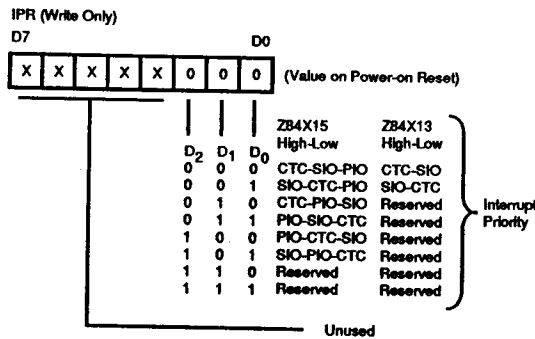 IPR (Write Only)
D7 D0
X X X X X 0 0 0 (Value on Power-on Reset)
Z84X15 Z84X13
High-Low High-Low
D2 D1 D0
0 0 0 CTC-SIO-PIO CTC-SIO
0 0 1 SIO-CTC-PIO SIO-CTC
0 1 0 CTC-PIO-SIO Reserved
0 1 1 PIO-SIO-CTC Reserved
1 0 0 PIO-CTC-SIO Reserved
1 0 1 SIO-PIO-CTC Reserved
1 1 0 Reserved Reserved
1 1 1 Reserved Reserved
Interrupt
Priority
Unused